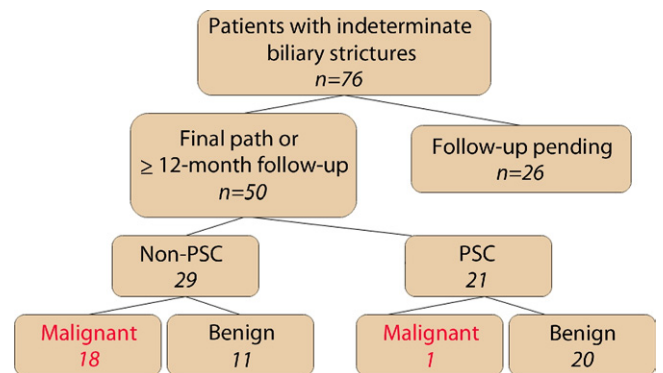 Patients with indeterminate
biliary strictures
n=76
Final path or
≥ 12-month follow-up
n=50
Follow-up pending
n=26
Non-PSC
29
PSC
21
Malignant
18
Benign
11
Malignant
1
Benign
20